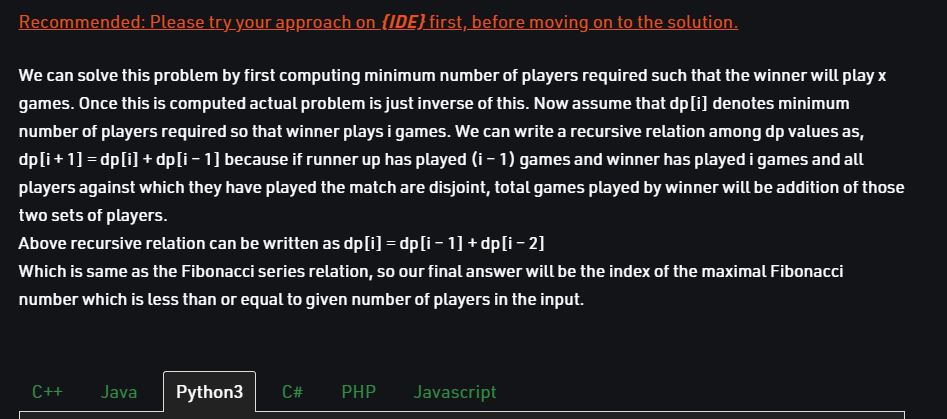 Recommended: Please try your approach on {IDE} first, before moving on to the solution.
We can solve this problem by first computing minimum number of players required such that the winner will play x
games. Once this is computed actual problem is just inverse of this. Now assume that dp[i] denotes minimum
number of players required so that winner plays i games. We can write a recursive relation among dp values as,
dp[i + 1] = dp[i] + dp[i – 1] because if runner up has played (i – 1) games and winner has played i games and all
players against which they have played the match are disjoint, total games played by winner will be addition of those
two sets of players.
Above recursive relation can be written as dp[i] = dp[i – 1] + dp[i – 2]
Which is same as the Fibonacci series relation, so our final answer will be the index of the maximal Fibonacci
number which is less than or equal to given number of players in the input.
C++ Java Python3 C# PHP Javascript